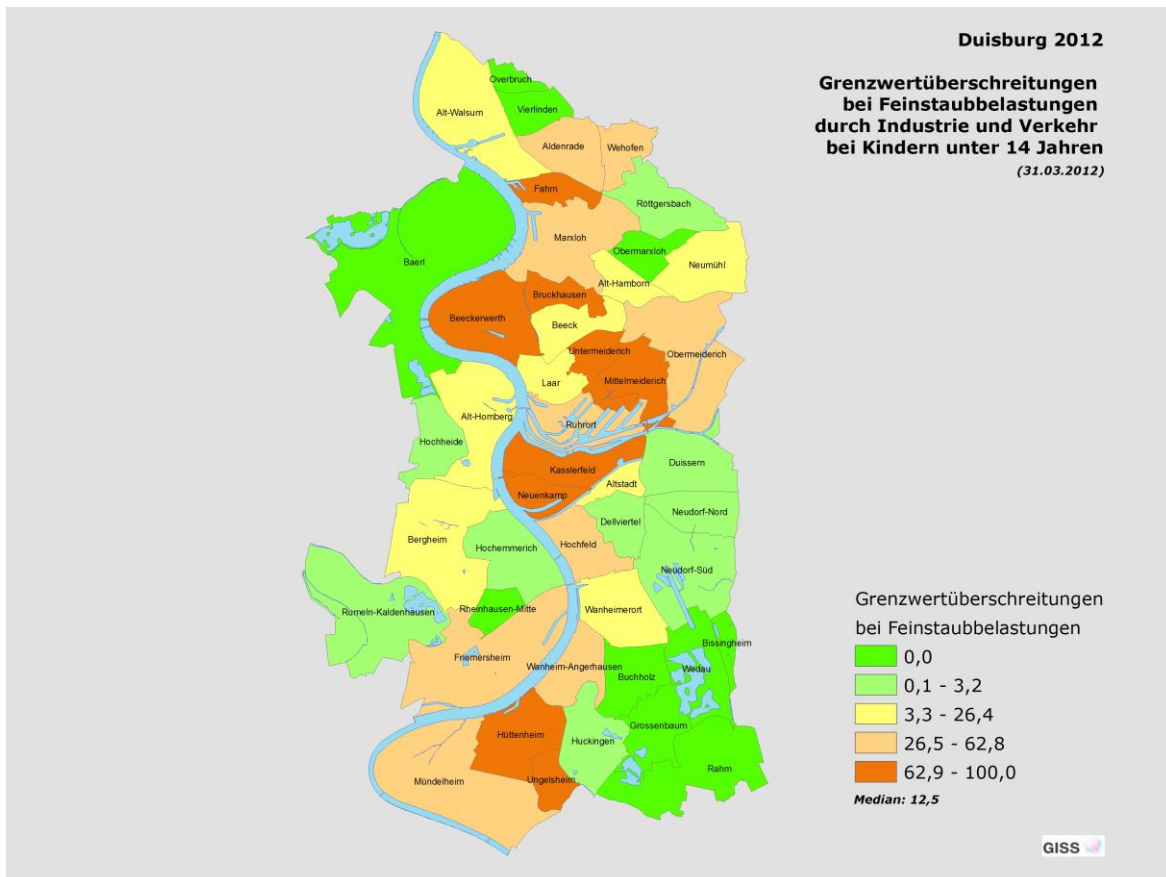 Duisburg 2012
Grenzwertüberschreitungen
bei Feinstaubbelastungen
durch Industrie und Verkehr
bei Kindern unter 14 Jahren
(31.03.2012)
Overbruch
Vierlinden
Alt-Walsum
Aldenrade
Wehofen
Fahrn
Röttgersbach
Marxloh
Obermarxloh
Neumühl
Baerl
Alt-Hamborn
Bruckhausen
Beeckerwerth
Beeck
Untermeiderich
Obermeiderich
Laar
Mittelmeiderich
Alt-Homberg
Ruhrort
Hochheide
Duissern
Kasslerfeld
Altstadt
Neuenkamp
Neudorf-Nord
Dellviertel
Bergheim
Hochemmerich
Hochfeld
Neudorf-Süd
Rumeln-Kaldenhausen
Rheinhausen-Mitte
Wanheimerort
Bissingheim
Friemersheim
Wanheim-Angerhausen
Wedau
Buchholz
Grossenbaum
Hüttenheim
Huckingen
Rahm
Mündelheim
Ungelsheim
Grenzwertüberschreitungen
bei Feinstaubbelastungen
0,0
0,1 - 3,2
3,3 - 26,4
26,5 - 62,8
62,9 - 100,0
Median: 12,5
GISS